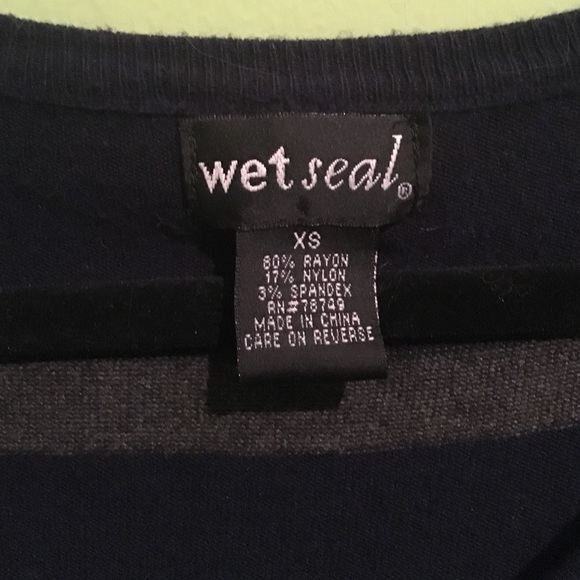 wet seal®
XS
80% RAYON
17% NYLON
3% SPANDEX
RN#78749
MADE IN CHINA
CARE ON REVERSE